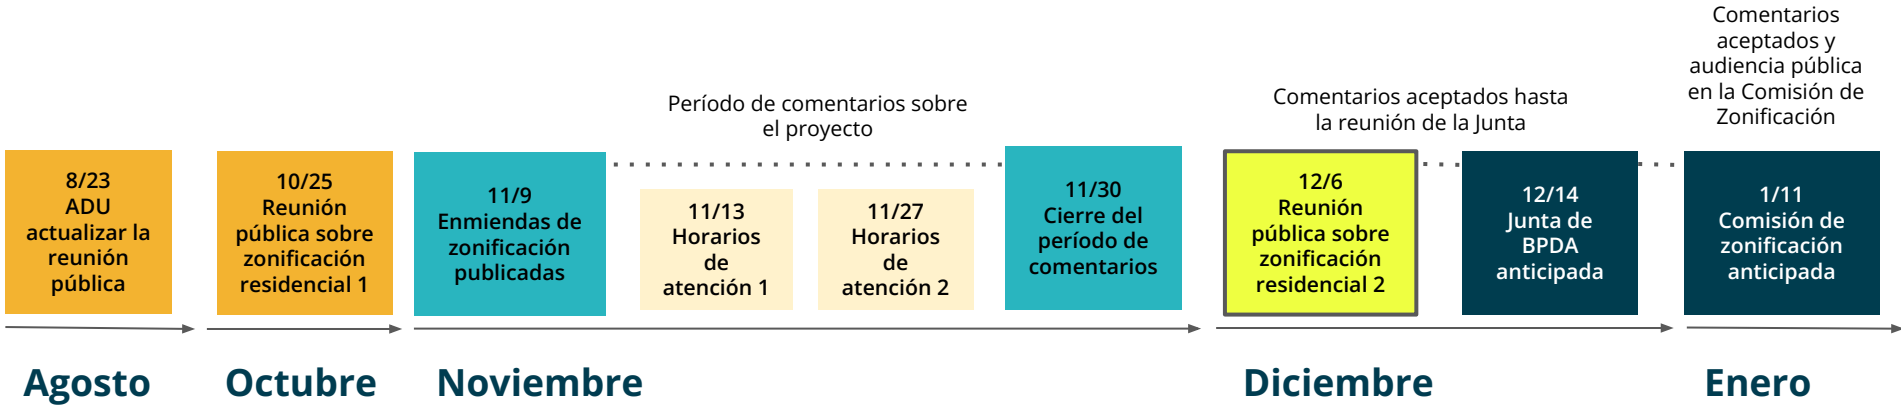 Comentarios
aceptados y
audiencia pública
en la Comisión de
Zonificación
Período de comentarios sobre
el proyecto
Comentarios aceptados hasta
la reunión de la Junta
8/23
ADU
actualizar la
reunión
pública
10/25
Reunión
pública sobre
zonificación
residencial 1
11/9
Enmiendas de
zonificación
publicadas
11/13
Horarios
de
atención 1
11/27
Horarios
de
atención 2
11/30
Cierre del
período de
comentarios
12/6
Reunión
pública sobre
zonificación
residencial 2
12/14
Junta de
BPDA
anticipada
1/11
Comisión de
zonificación
anticipada
Agosto
Octubre
Noviembre
Diciembre
Enero